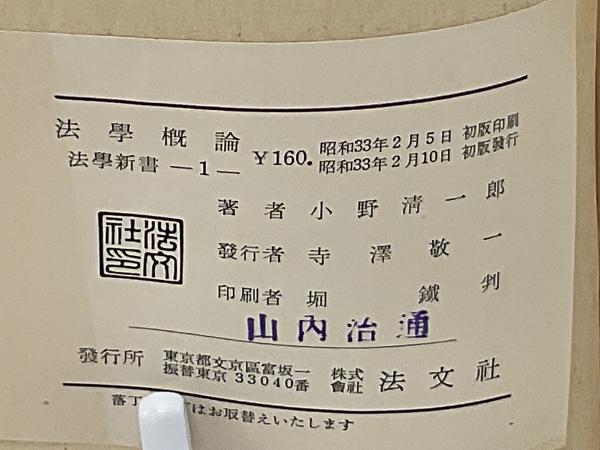 法學概論
法學新書 ―1―
¥160.
昭和33年2月5日 初版印刷
昭和33年2月10日 初版發行
著者 小野清一郎
發行者 寺澤敬一
印刷者 堀 鐵
山内治通
發行所 東京都文京區富坂一
振替東京 33040番
株式會社 法文社
法文社印
落丁 はお取替えいたします